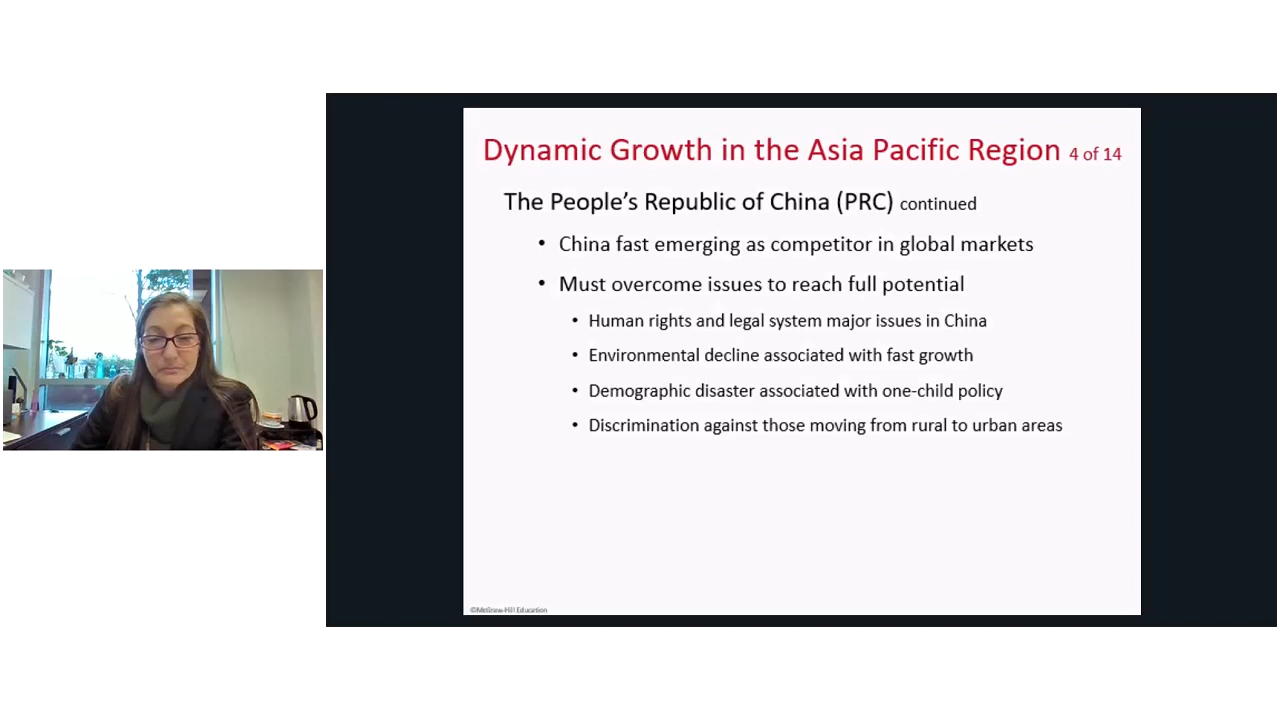 Dynamic Growth in the Asia Pacific Region 4 of 14
The People's Republic of China (PRC) continued
• China fast emerging as competitor in global markets
• Must overcome issues to reach full potential
• Human rights and legal system major issues in China
• Environmental decline associated with fast growth
• Demographic disaster associated with one-child policy
• Discrimination against those moving from rural to urban areas
©McGraw-Hill Education